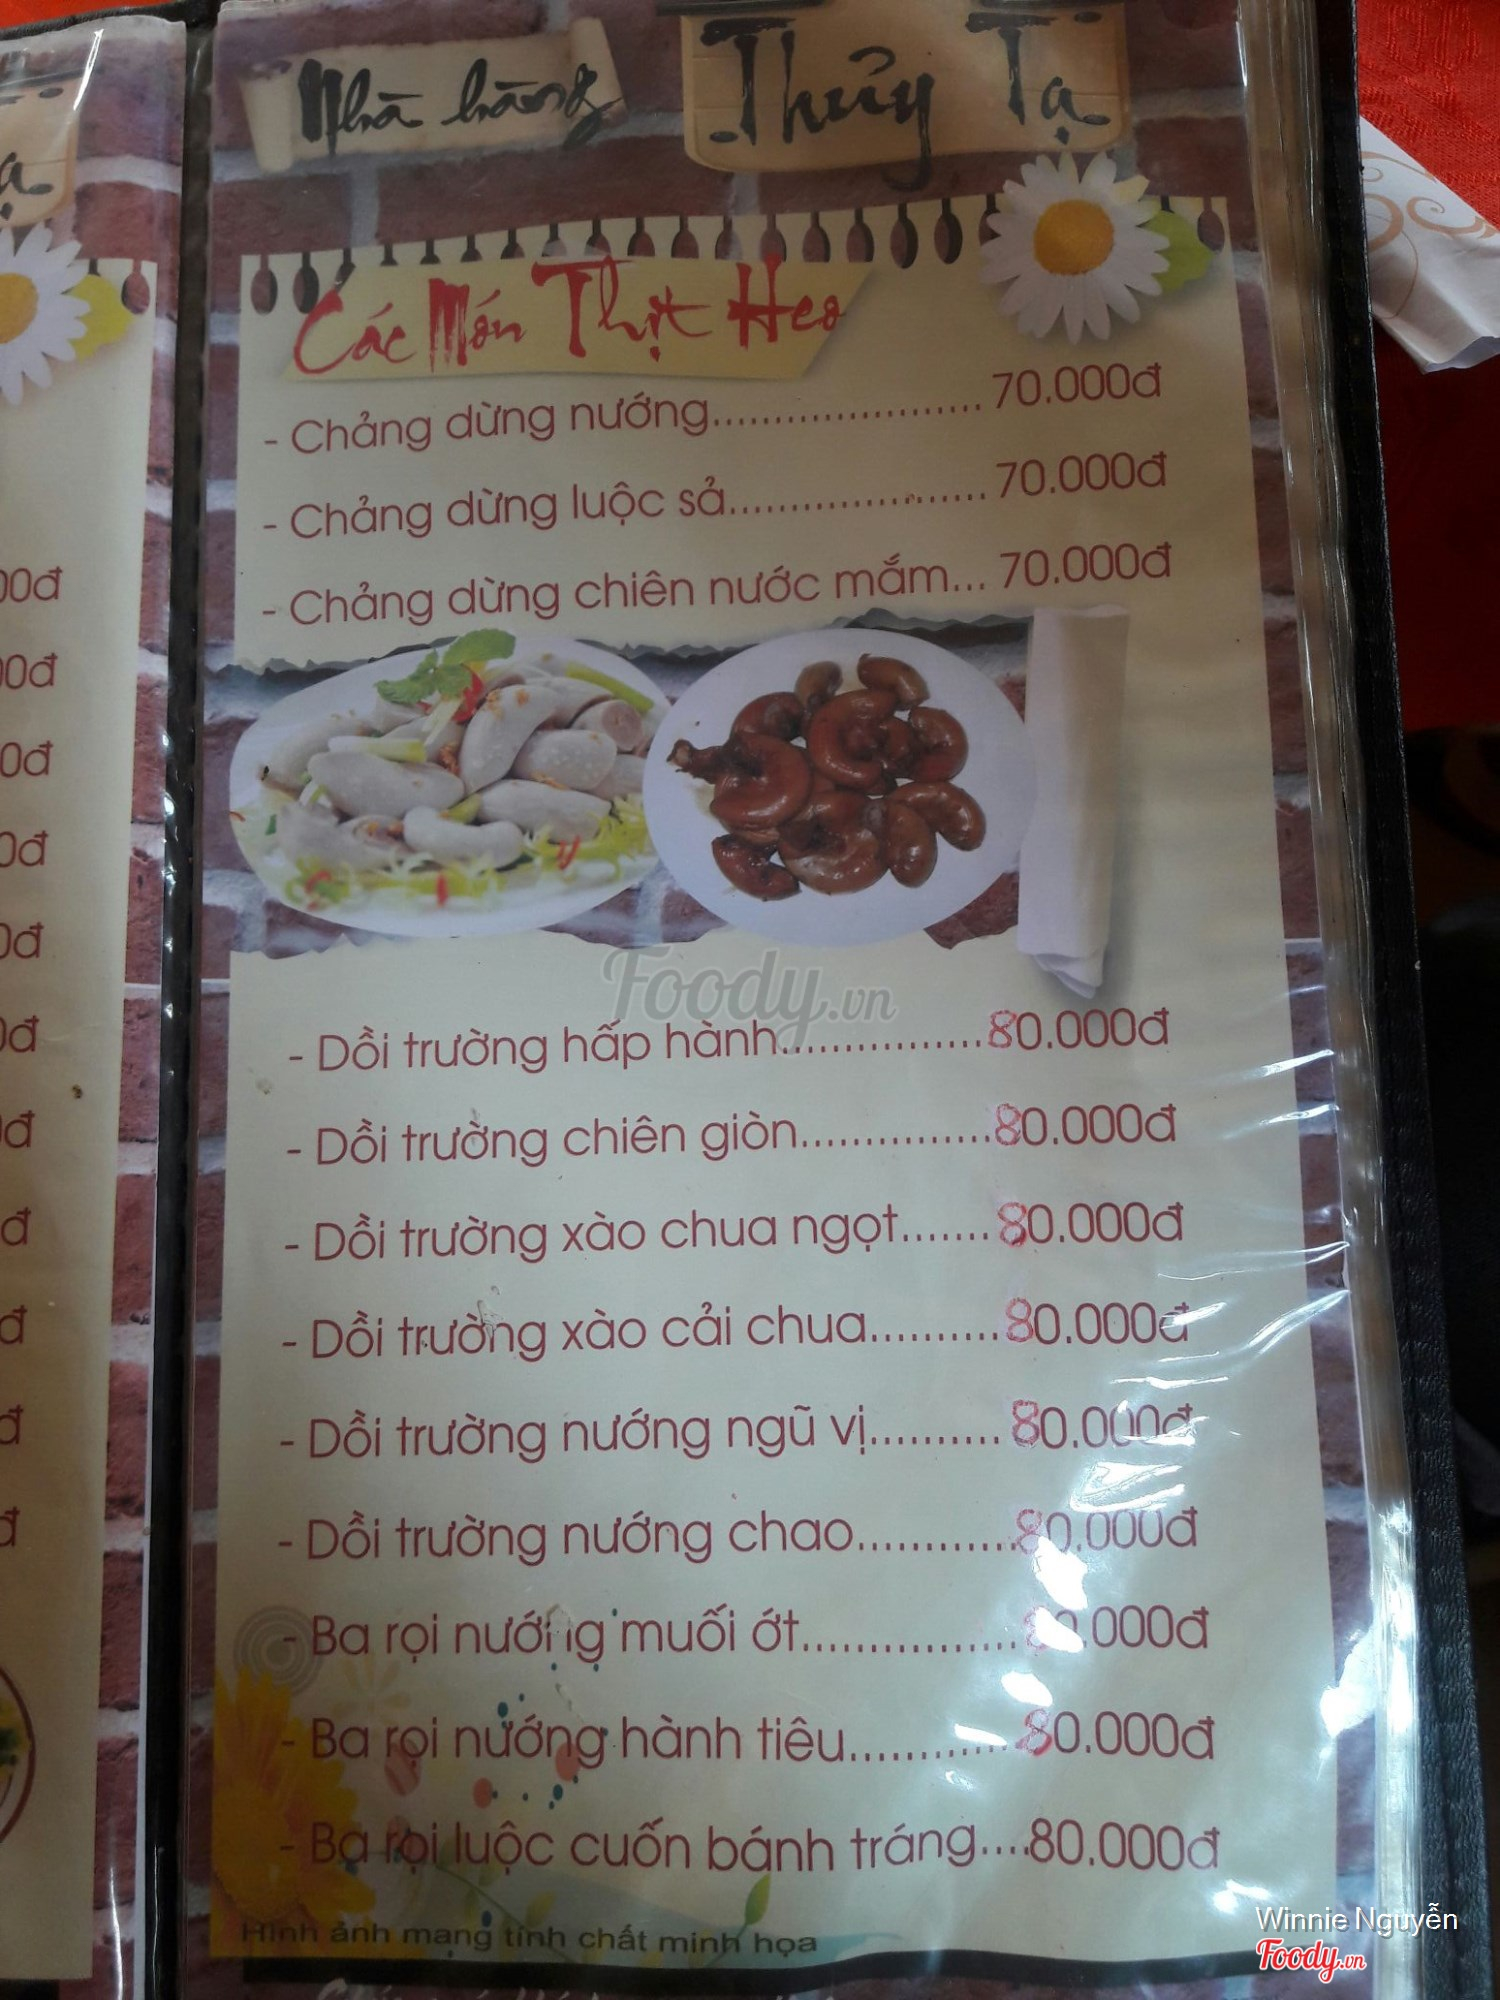 Nhà hàng Thủy Tạ
Các Món Thịt Heo
- Chảng dừng nướng....................... 70.000đ
- Chảng dừng luộc sả...................... 70.000đ
- Chảng dừng chiên nước mắm... 70.000đ
Foody.vn
- Dồi trường hấp hành.................80.000đ
- Dồi trường chiên giòn................80.000đ
- Dồi trường xào chua ngọt.......80.000đ
- Dồi trường xào cải chua..........80.000đ
- Dồi trường nướng ngũ vị..........80.000đ
- Dồi trường nướng chao.............80.000đ
- Ba rọi nướng muối ớt.................80.000đ
- Ba rọi nướng hành tiêu.............80.000đ
- Ba rọi luộc cuốn bánh tráng....80.000đ
Hình ảnh mang tính chất minh họa
Winnie Nguyễn
Foody.vn